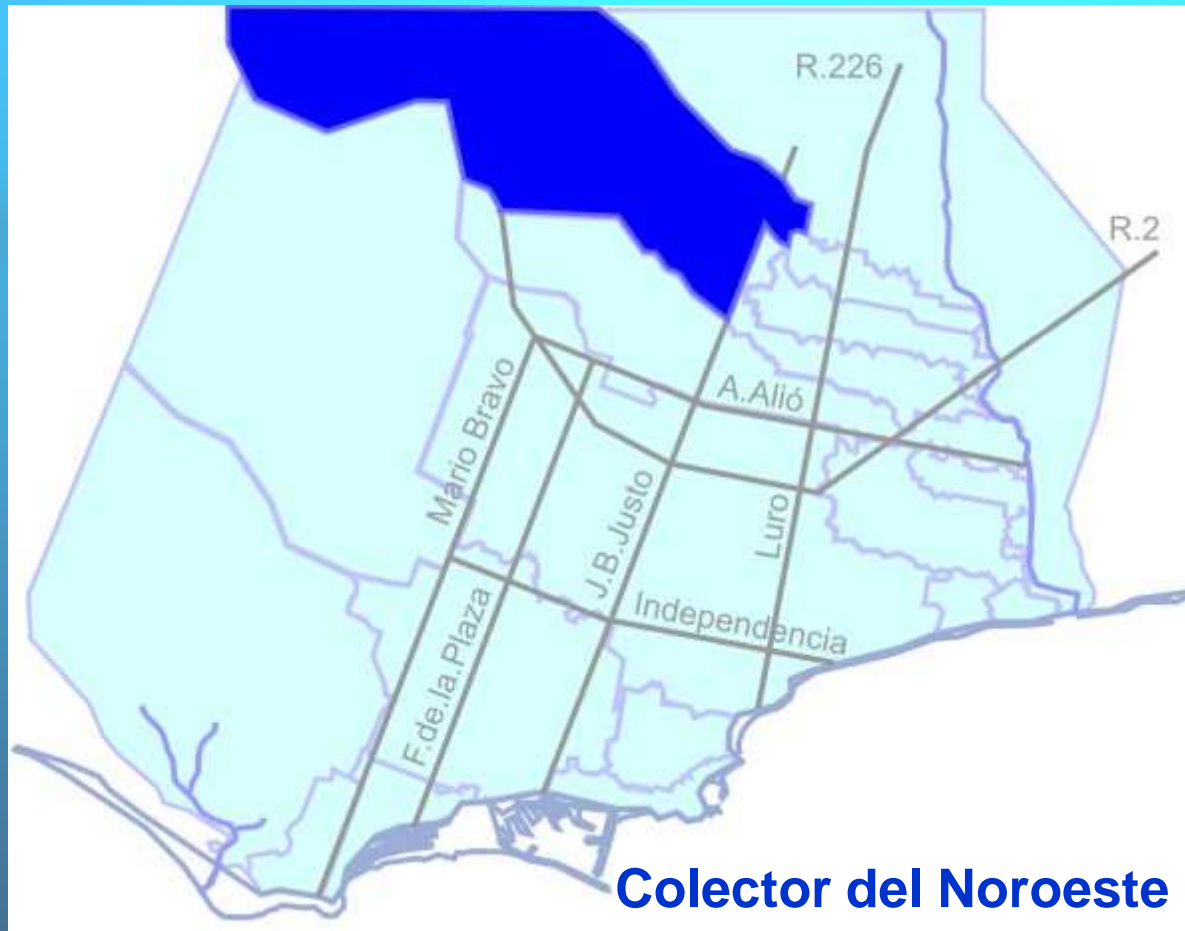 R.226
R.2
A.Alió
Mario Bravo
J.B.Justo
Luro
Independencia
F.de.la.Plaza
Colector del Noroeste